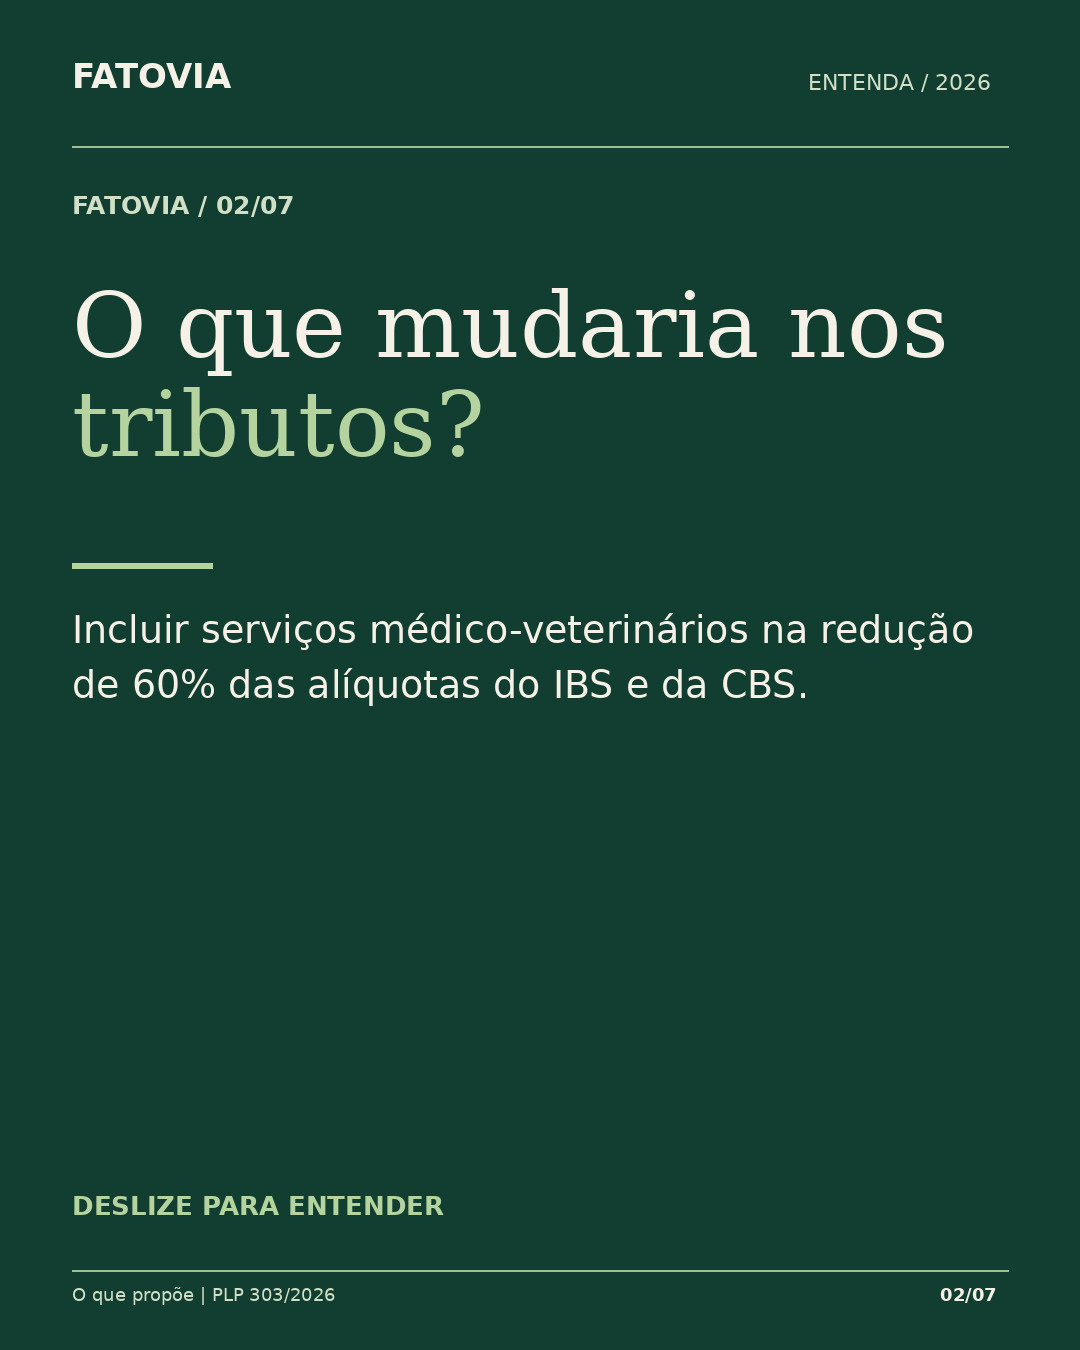 FATOVIA
ENTENDA / 2026
FATOVIA / 02/07
O que mudaria nos
tributos?
Incluir serviços médico-veterinários na redução
de 60% das alíquotas do IBS e da CBS.
DESLIZE PARA ENTENDER
O que propõe | PLP 303/2026
02/07